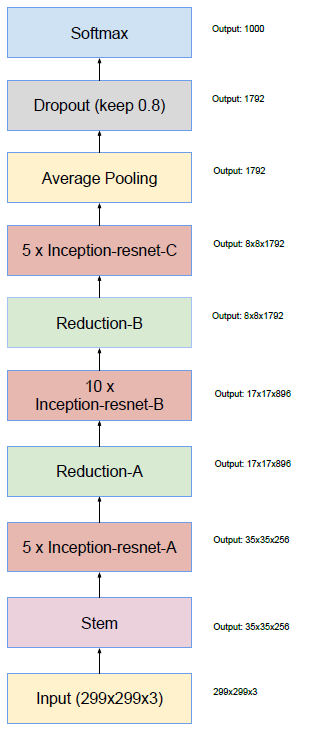 Softmax
Output: 1000
Dropout (keep 0.8)
Output: 1792
Average Pooling
Output: 1792
5 x Inception-resnet-C
Output: 8x8x1792
Reduction-B
Output: 8x8x1792
10 x
Inception-resnet-B
Output: 17x17x896
Reduction-A
Output: 17x17x896
5 x Inception-resnet-A
Output: 35x35x256
Stem
Output: 35x35x256
Input (299x299x3)
299x299x3